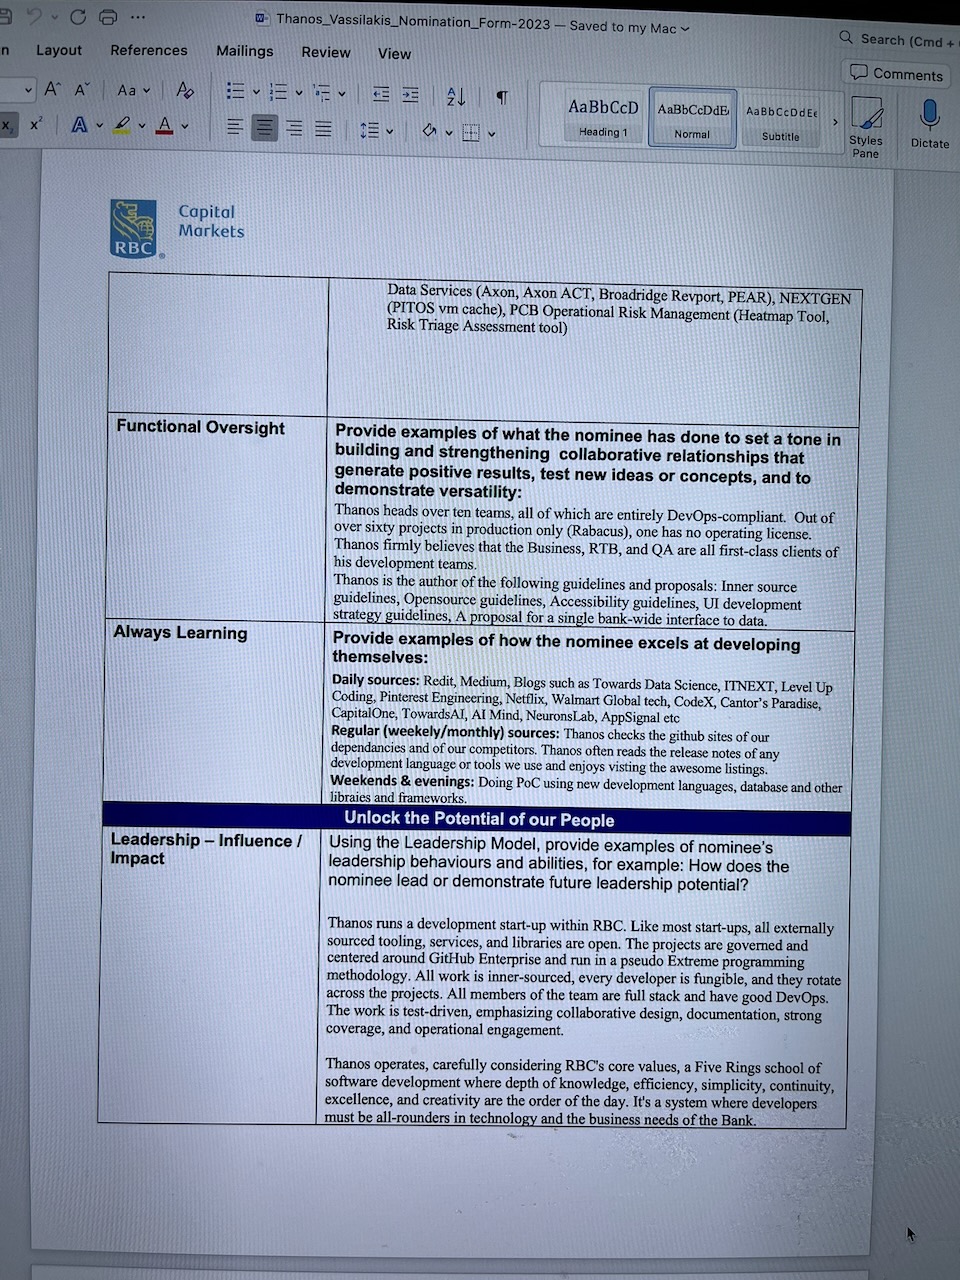 Thanos_Vassilakis_Nomination_Form-2023 — Saved to my Mac
Search (Cmd +
n Layout References Mailings Review View
Comments
A^ A˅ Aa A
AaBbCcD AaBbCcDdE AaBbCcDdEe
Heading 1 Normal Subtitle
x² A A
Styles Pane
Dictate
RBC
®
Capital
Markets
Data Services (Axon, Axon ACT, Broadridge Revport, PEAR), NEXTGEN
(PITOS vm cache), PCB Operational Risk Management (Heatmap Tool,
Risk Triage Assessment tool)
Functional Oversight
Provide examples of what the nominee has done to set a tone in
building and strengthening collaborative relationships that
generate positive results, test new ideas or concepts, and to
demonstrate versatility:
Thanos heads over ten teams, all of which are entirely DevOps-compliant. Out of
over sixty projects in production only (Rabacus), one has no operating license.
Thanos firmly believes that the Business, RTB, and QA are all first-class clients of
his development teams.
Thanos is the author of the following guidelines and proposals: Inner source
guidelines, Opensource guidelines, Accessibility guidelines, UI development
strategy guidelines, A proposal for a single bank-wide interface to data.
Always Learning
Provide examples of how the nominee excels at developing
themselves:
Daily sources: Redit, Medium, Blogs such as Towards Data Science, ITNEXT, Level Up
Coding, Pinterest Engineering, Netflix, Walmart Global tech, CodeX, Cantor's Paradise,
CapitalOne, TowardsAI, AI Mind, NeuronsLab, AppSignal etc
Regular (weekely/monthly) sources: Thanos checks the github sites of our
dependancies and of our competitors. Thanos often reads the release notes of any
development language or tools we use and enjoys visting the awesome listings.
Weekends & evenings: Doing PoC using new development languages, database and other
libraies and frameworks.
Unlock the Potential of our People
Leadership – Influence /
Impact
Using the Leadership Model, provide examples of nominee's
leadership behaviours and abilities, for example: How does the
nominee lead or demonstrate future leadership potential?
Thanos runs a development start-up within RBC. Like most start-ups, all externally
sourced tooling, services, and libraries are open. The projects are governed and
centered around GitHub Enterprise and run in a pseudo Extreme programming
methodology. All work is inner-sourced, every developer is fungible, and they rotate
across the projects. All members of the team are full stack and have good DevOps.
The work is test-driven, emphasizing collaborative design, documentation, strong
coverage, and operational engagement.
Thanos operates, carefully considering RBC's core values, a Five Rings school of
software development where depth of knowledge, efficiency, simplicity, continuity,
excellence, and creativity are the order of the day. It's a system where developers
must be all-rounders in technology and the business needs of the Bank.